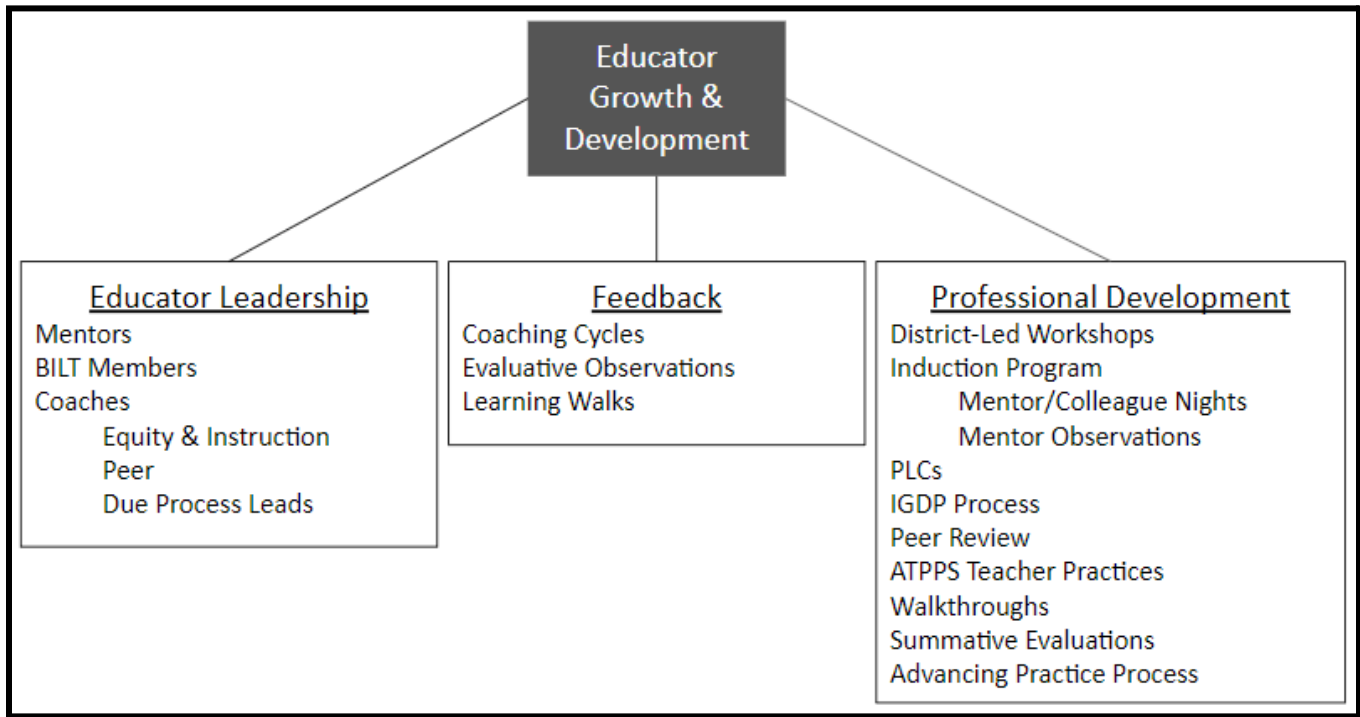 Educator
Growth &
Development
Educator Leadership
Mentors
BILT Members
Coaches
Equity & Instruction
Peer
Due Process Leads
Feedback
Coaching Cycles
Evaluative Observations
Learning Walks
Professional Development
District-Led Workshops
Induction Program
Mentor/Colleague Nights
Mentor Observations
PLCs
IGDP Process
Peer Review
ATPPS Teacher Practices
Walkthroughs
Summative Evaluations
Advancing Practice Process